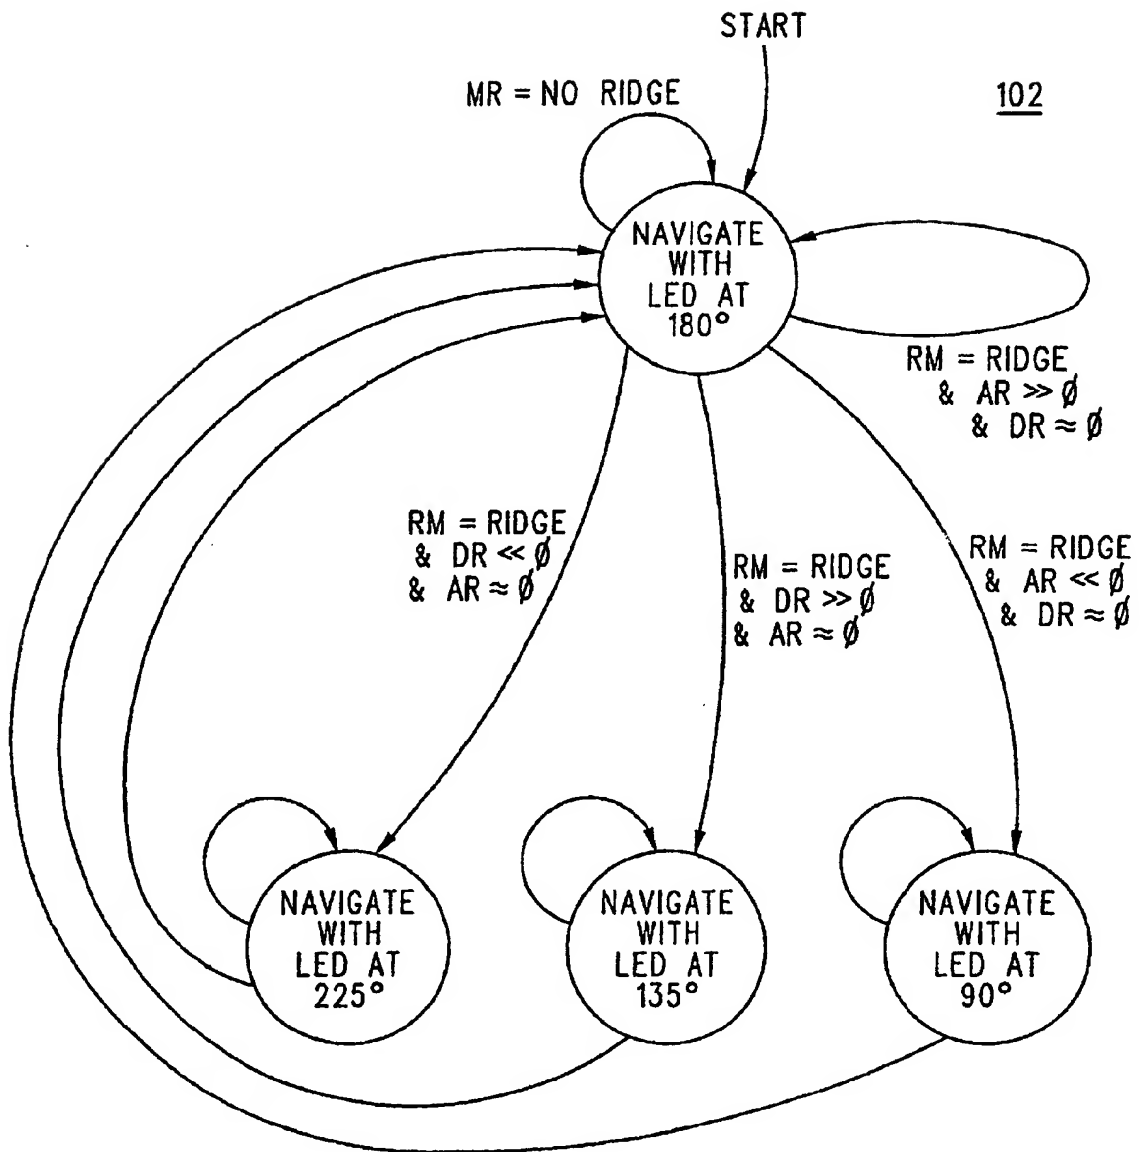 START
MR = NO RIDGE
102
NAVIGATE
WITH
LED AT
180°
RM = RIDGE
& AR ≫ ∅
& DR ≈ ∅
RM = RIDGE
& DR ≪ ∅
& AR ≈ ∅
RM = RIDGE
& DR ≫ ∅
& AR ≈ ∅
RM = RIDGE
& AR ≪ ∅
& DR ≈ ∅
NAVIGATE
WITH
LED AT
225°
NAVIGATE
WITH
LED AT
135°
NAVIGATE
WITH
LED AT
90°